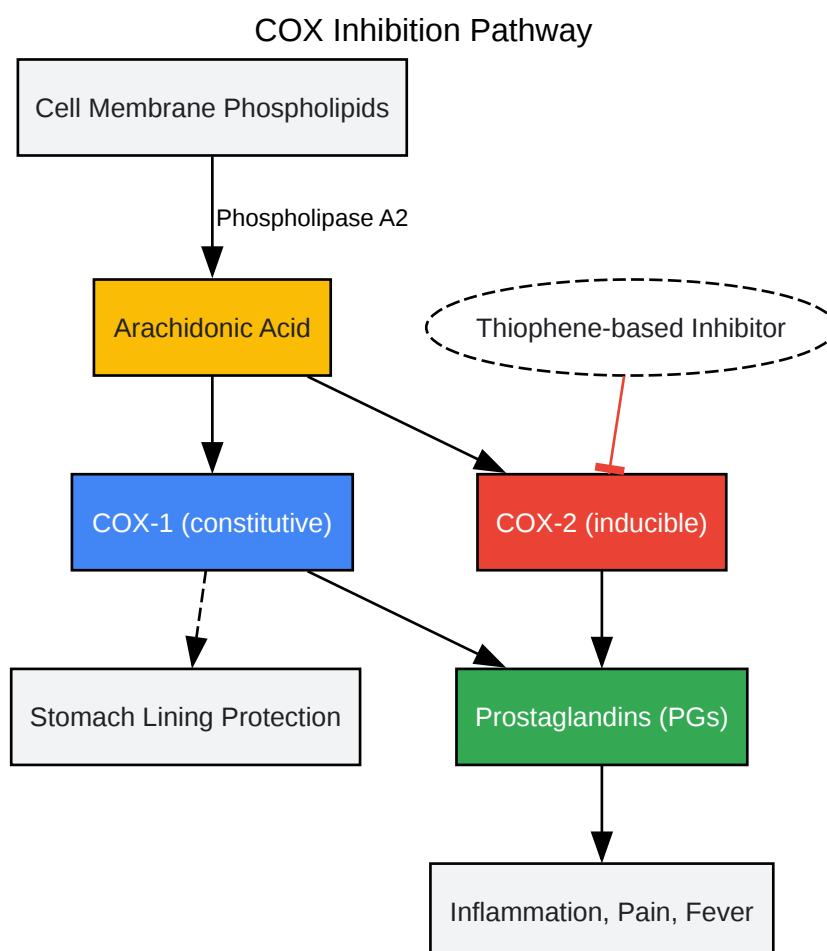 COX Inhibition Pathway
Cell Membrane Phospholipids
Phospholipase A2
Arachidonic Acid
Thiophene-based Inhibitor
COX-1 (constitutive)
COX-2 (inducible)
Stomach Lining Protection
Prostaglandins (PGs)
Inflammation, Pain, Fever